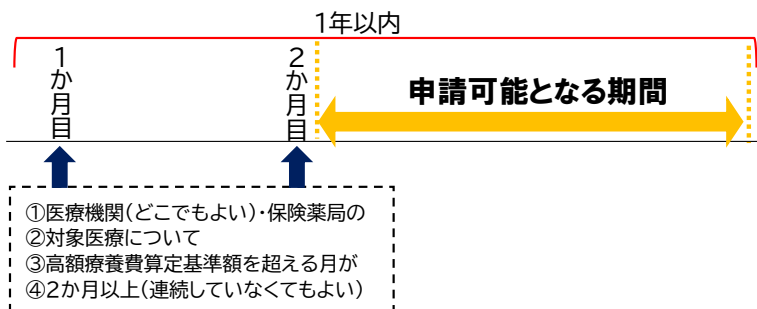 1年以内
1か月目
2か月目
申請可能となる期間
①医療機関(どこでもよい)・保険薬局の
②対象医療について
③高額療養費算定基準額を超える月が
④2か月以上(連続していなくてもよい)